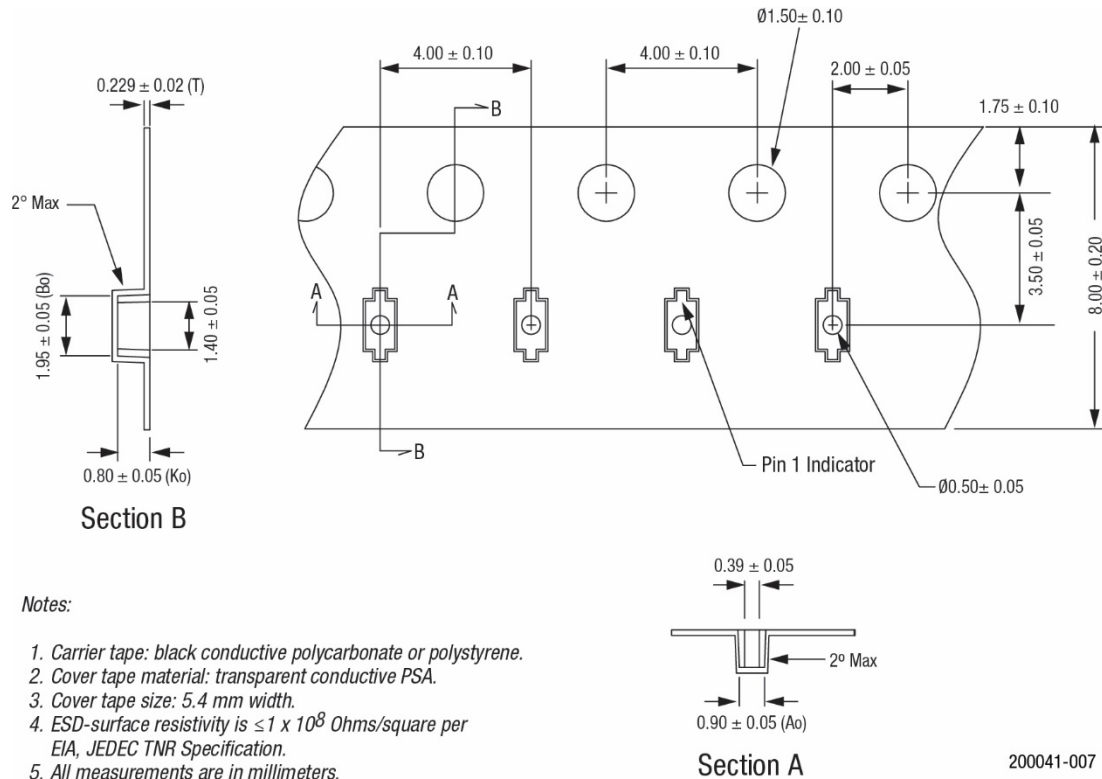 Ø1.50± 0.10
4.00 ± 0.10
4.00 ± 0.10
2.00 ± 0.05
0.229 ± 0.02 (T)
1.75 ± 0.10
B
2° Max
A
A
1.95 ± 0.05 (Bo)
1.40 ± 0.05
3.50 ± 0.05
8.00 ± 0.20
B
0.80 ± 0.05 (Ko)
Pin 1 Indicator
Ø0.50± 0.05
Section B
0.39 ± 0.05
Notes:
1. Carrier tape: black conductive polycarbonate or polystyrene.
2. Cover tape material: transparent conductive PSA.
3. Cover tape size: 5.4 mm width.
4. ESD-surface resistivity is ≤1 x 10⁸ Ohms/square per
EIA, JEDEC TNR Specification.
5. All measurements are in millimeters.
2º Max
0.90 ± 0.05 (Ao)
Section A
200041-007